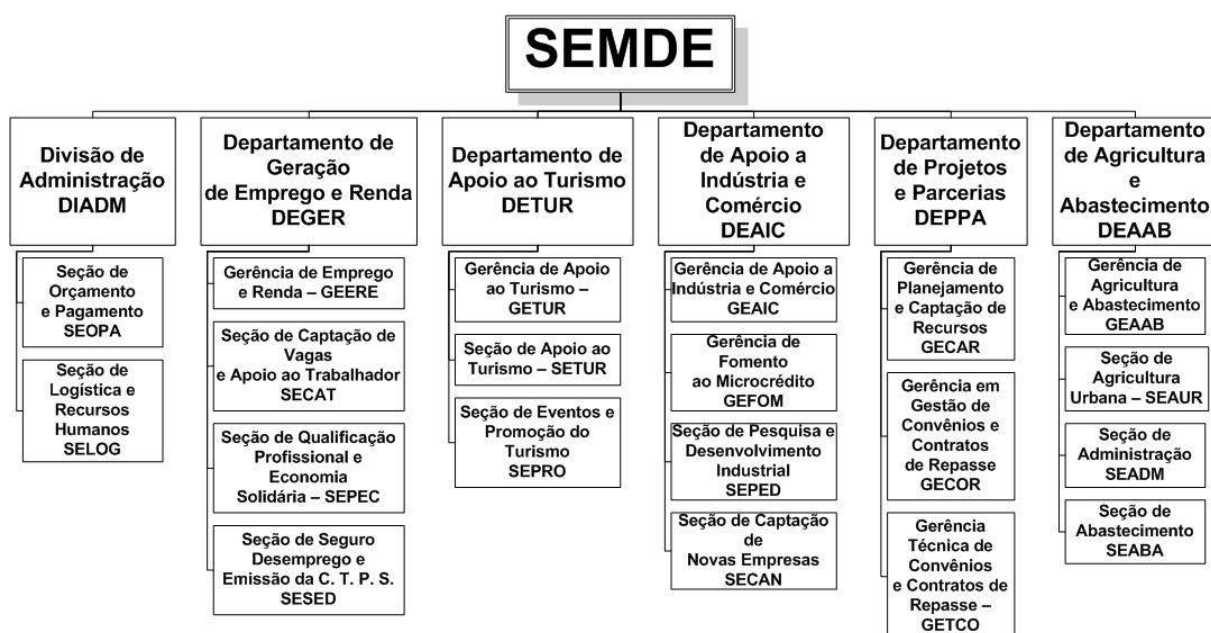 SEMDE
Divisão de
Administração
DIADM
Seção de
Orçamento
e Pagamento
SEOPA
Seção de
Logística e
Recursos
Humanos
SELOG
Departamento de
Geração
de Emprego e Renda
DEGER
Gerência de Emprego
e Renda – GEERE
Seção de Captação de
Vagas
e Apoio ao Trabalhador
SECAT
Seção de Qualificação
Profissional e
Economia
Solidária – SEPEC
Seção de Seguro
Desemprego e
Emissão da C. T. P. S.
SESED
Departamento de
Apoio ao Turismo
DETUR
Gerência de Apoio
ao Turismo –
GETUR
Seção de Apoio ao
Turismo – SETUR
Seção de Eventos e
Promoção do
Turismo
SEPRO
Departamento
de Apoio a
Indústria e
Comércio
DEAIC
Gerência de Apoio a
Indústria e Comércio
GEAIC
Gerência de
Fomento
ao Microcrédito
GEFOM
Seção de Pesquisa e
Desenvolvimento
Industrial
SEPED
Seção de Captação
de
Novas Empresas
SECAN
Departamento
de Projetos
e Parcerias
DEPPA
Gerência de
Planejamento
e Captação de
Recursos
GECAR
Gerência em
Gestão de
Convênios e
Contratos
de Repasse
GECOR
Gerência
Técnica de
Convênios
e Contratos de
Repasse –
GETCO
Departamento
de Agricultura
e
Abastecimento
DEAAB
Gerência de
Agricultura
e Abastecimento
GEAAB
Seção de
Agricultura
Urbana – SEAUR
Seção de
Administração
SEADM
Seção de
Abastecimento
SEABA